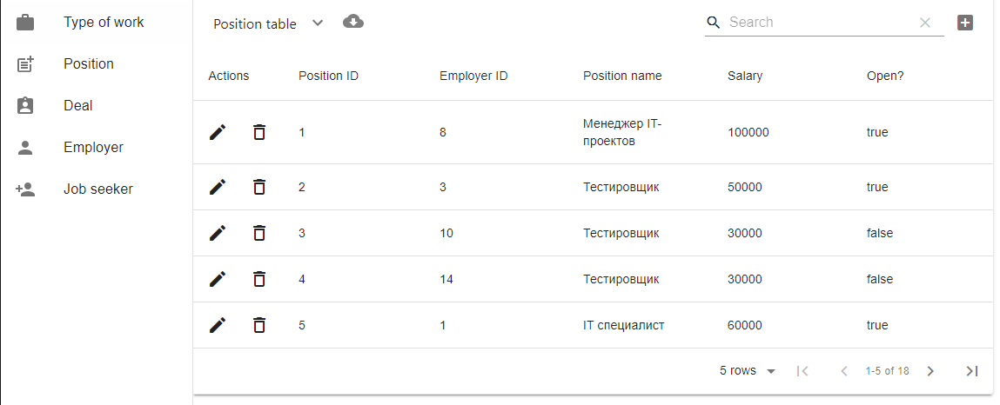 Type of work
Position
Deal
Employer
Job seeker
Position table
Search
Actions Position ID Employer ID Position name Salary Open?
1 8 Менеджер IT-
проектов 100000 true
2 3 Тестировщик 50000 true
3 10 Тестировщик 30000 false
4 14 Тестировщик 30000 false
5 1 IT специалист 60000 true
5 rows 1-5 of 18